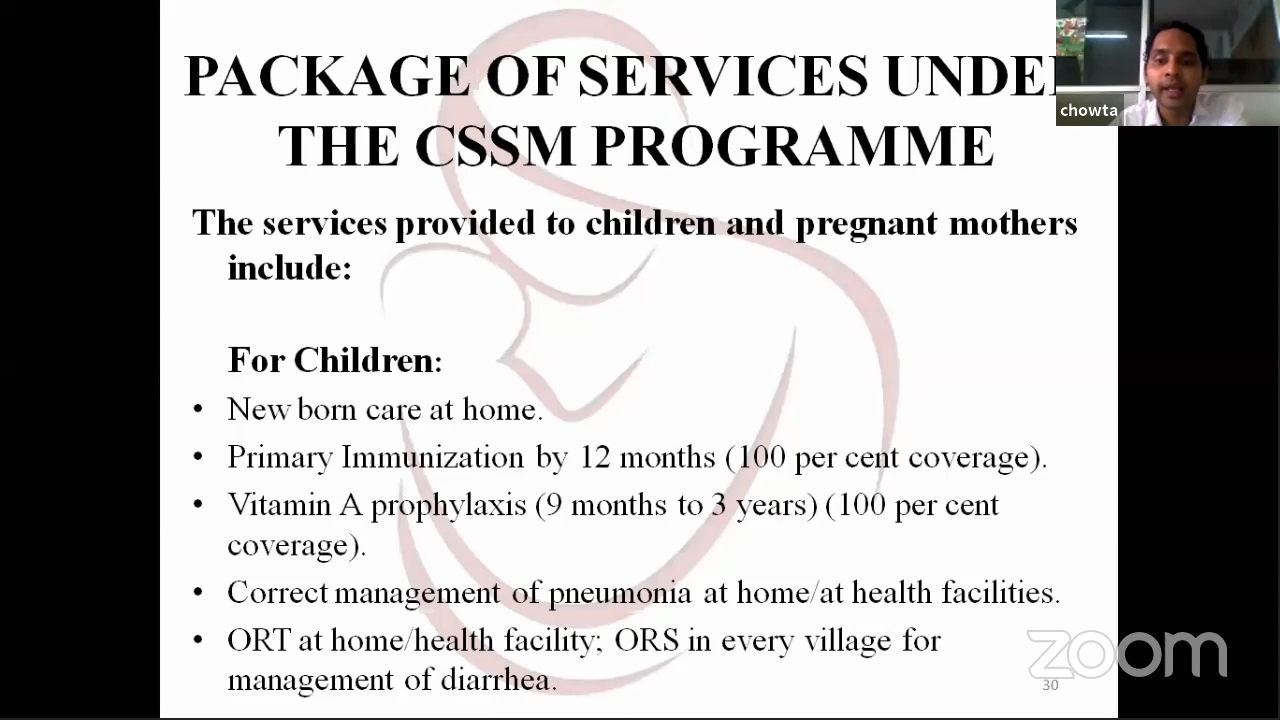 PACKAGE OF SERVICES UNDE
THE CSSM PROGRAMME
chowta
The services provided to children and pregnant mothers
include:
For Children:
• New born care at home.
• Primary Immunization by 12 months (100 per cent coverage).
• Vitamin A prophylaxis (9 months to 3 years) (100 per cent
coverage).
• Correct management of pneumonia at home/at health facilities.
• ORT at home/health facility; ORS in every village for
management of diarrhea.
zoom
30